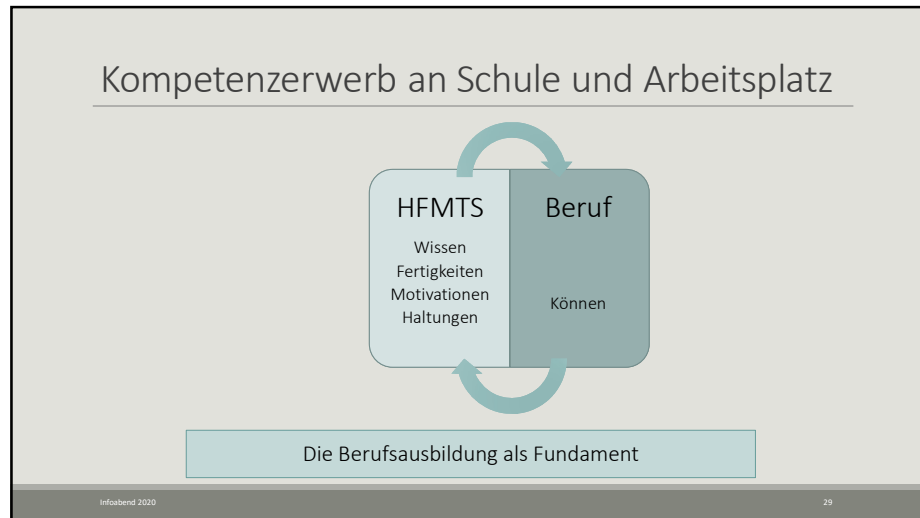 Kompetenzerwerb an Schule und Arbeitsplatz
HFMTS
Wissen
Fertigkeiten
Motivationen
Haltungen
Beruf
Können
Die Berufsausbildung als Fundament
Infoabend 2020
29